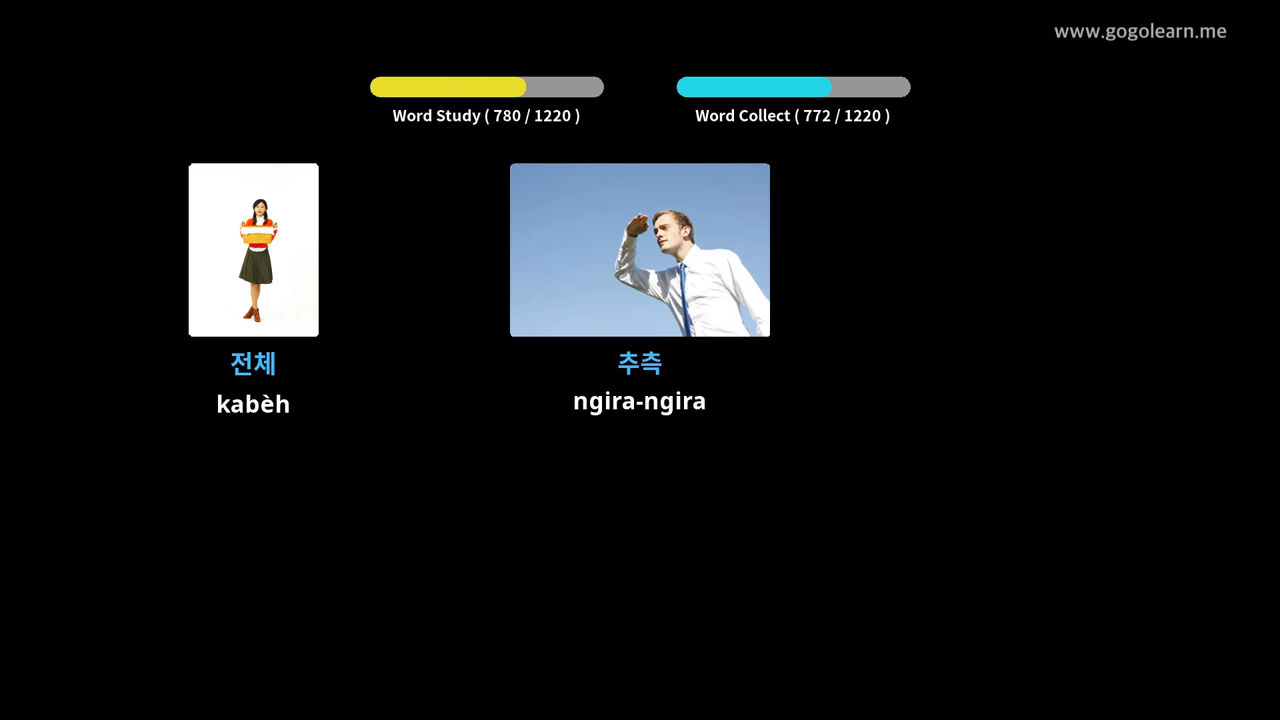 www.gogolearn.me
Word Study ( 780 / 1220 )
Word Collect ( 772 / 1220 )
전체
kabèh
추측
ngira-ngira